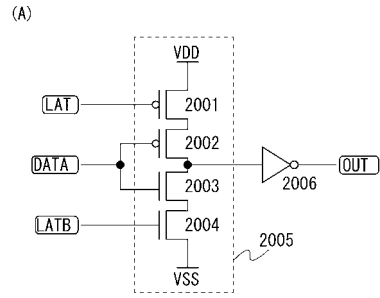 (A)
VDD
LAT
2001
2002
DATA
2003
OUT
2006
LATB
2004
2005
VSS